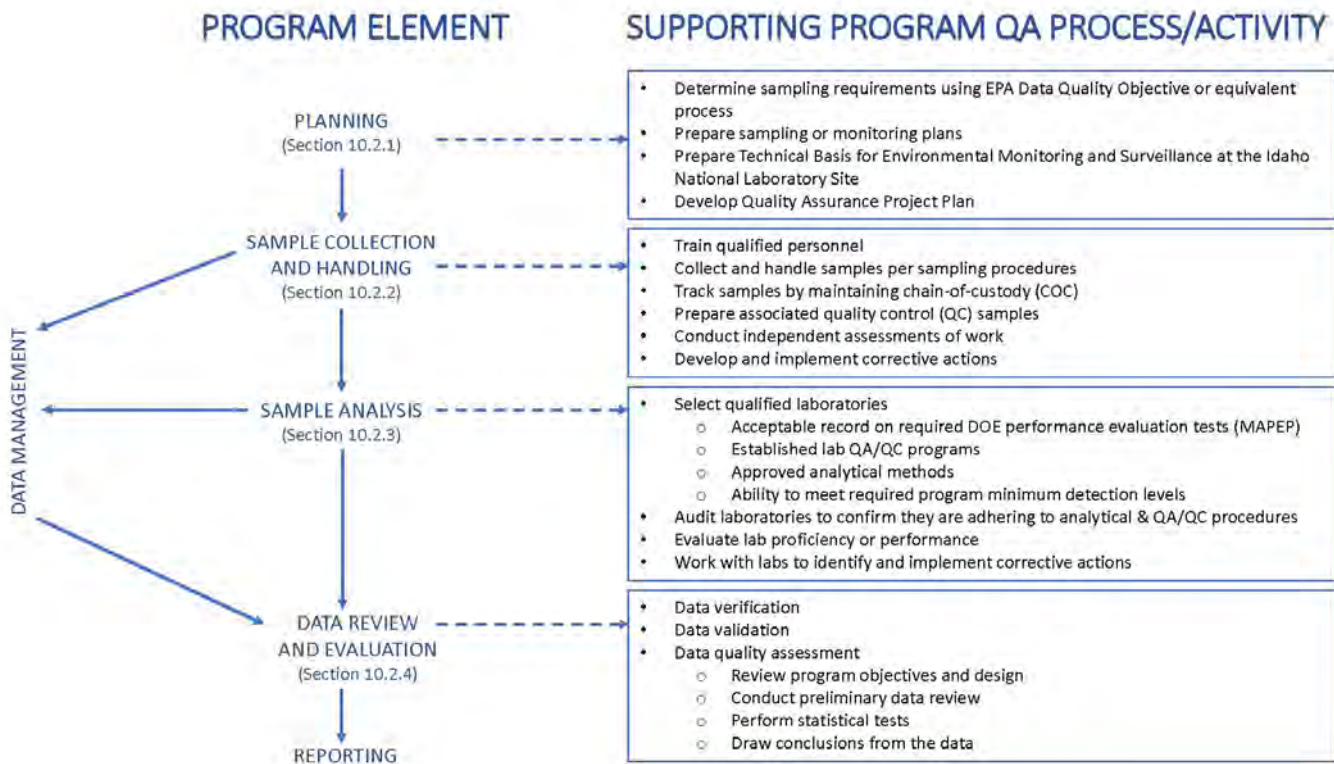 PROGRAM ELEMENT
SUPPORTING PROGRAM QA PROCESS/ACTIVITY
PLANNING
(Section 10.2.1)
• Determine sampling requirements using EPA Data Quality Objective or equivalent
process
• Prepare sampling or monitoring plans
• Prepare Technical Basis for Environmental Monitoring and Surveillance at the Idaho
National Laboratory Site
• Develop Quality Assurance Project Plan
SAMPLE COLLECTION
AND HANDLING
(Section 10.2.2)
• Train qualified personnel
• Collect and handle samples per sampling procedures
• Track samples by maintaining chain-of-custody (COC)
• Prepare associated quality control (QC) samples
• Conduct independent assessments of work
• Develop and implement corrective actions
DATA MANAGEMENT
SAMPLE ANALYSIS
(Section 10.2.3)
• Select qualified laboratories
o Acceptable record on required DOE performance evaluation tests (MAPEP)
o Established lab QA/QC programs
o Approved analytical methods
o Ability to meet required program minimum detection levels
• Audit laboratories to confirm they are adhering to analytical & QA/QC procedures
• Evaluate lab proficiency or performance
• Work with labs to identify and implement corrective actions
DATA REVIEW
AND EVALUATION
(Section 10.2.4)
• Data verification
• Data validation
• Data quality assessment
o Review program objectives and design
o Conduct preliminary data review
o Perform statistical tests
o Draw conclusions from the data
REPORTING